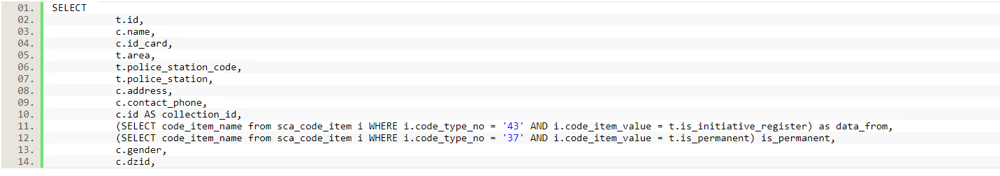 01. SELECT
02. t.id,
03. c.name,
04. c.id_card,
05. t.area,
06. t.police_station_code,
07. t.police_station,
08. c.address,
09. c.contact_phone,
10. c.id AS collection_id,
11. (SELECT code_item_name from sca_code_item i WHERE i.code_type_no = '43' AND i.code_item_value = t.is_initiative_register) as data_from,
12. (SELECT code_item_name from sca_code_item i WHERE i.code_type_no = '37' AND i.code_item_value = t.is_permanent) is_permanent,
13. c.gender,
14. c.dzid,